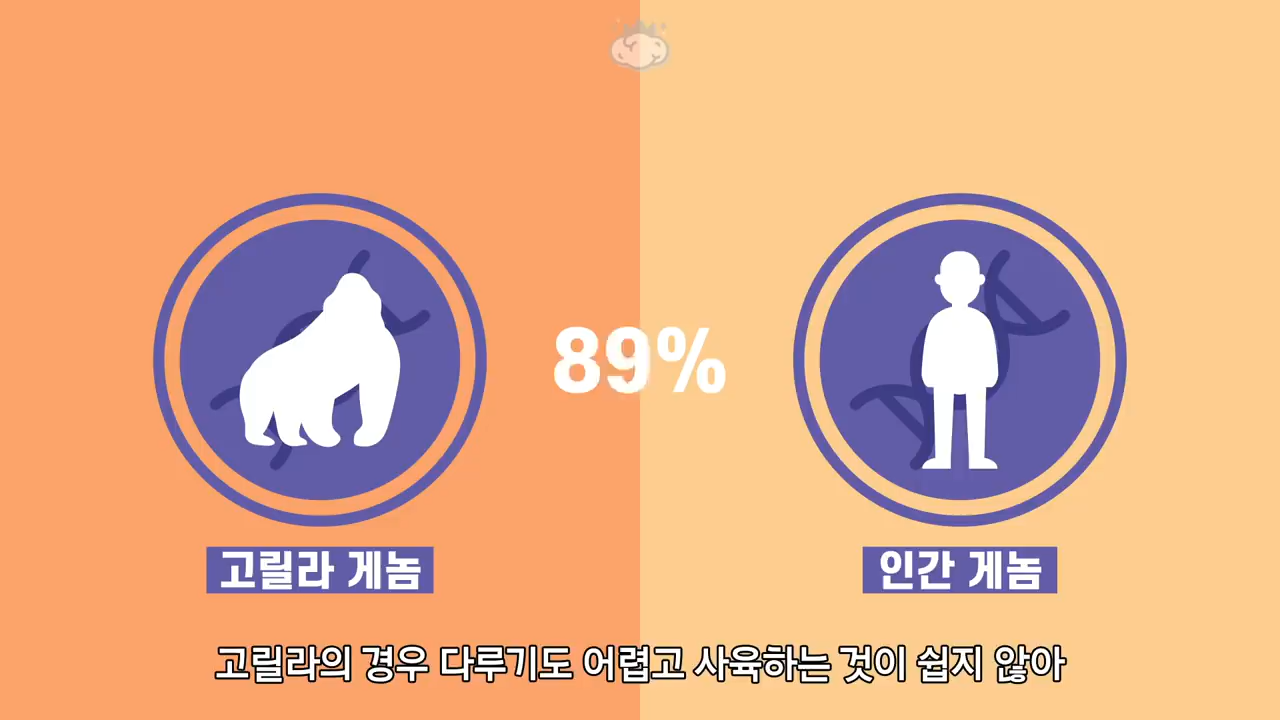 89%
고릴라 게놈
인간 게놈
고릴라의 경우 다루기도 어렵고 사육하는 것이 쉽지 않아